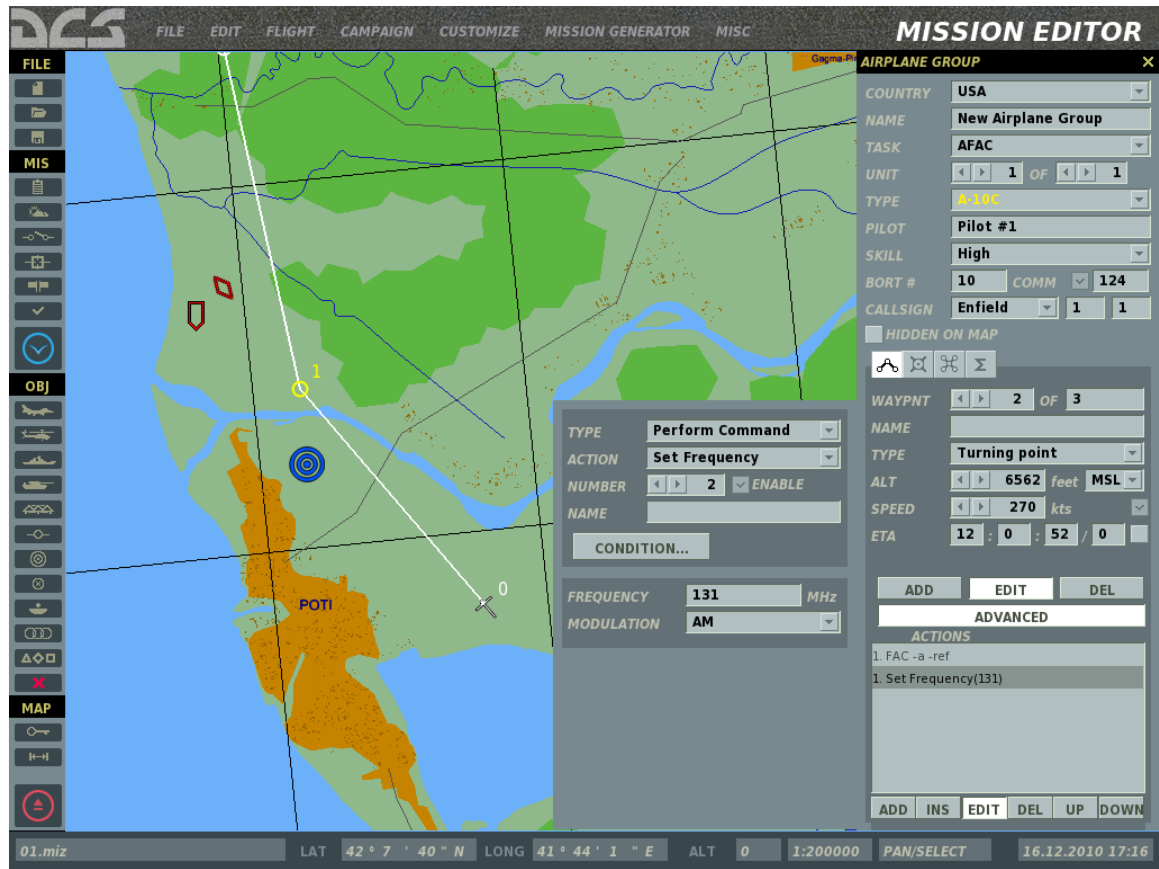 DCS FILE EDIT FLIGHT CAMPAIGN CUSTOMIZE MISSION GENERATOR MISC MISSION EDITOR
FILE
MIS
OBJ
MAP
1
0
POTI
TYPE Perform Command
ACTION Set Frequency
NUMBER 2 ENABLE
NAME
CONDITION...
FREQUENCY 131 MHz
MODULATION AM
AIRPLANE GROUP X
COUNTRY USA
NAME New Airplane Group
TASK AFAC
UNIT 1 OF 1
TYPE A-10C
PILOT Pilot #1
SKILL High
BORT # 10 COMM 124
CALLSIGN Enfield 1 1
HIDDEN ON MAP
WAYPNT 2 OF 3
NAME
TYPE Turning point
ALT 6562 feet MSL
SPEED 270 kts
ETA 12 : 0 : 52 / 0
ADD EDIT DEL
ADVANCED
ACTIONS
1. FAC -a -ref
1. Set Frequency(131)
ADD INS EDIT DEL UP DOWN
01.miz LAT 42 ° 7 ' 40 " N LONG 41 ° 44 ' 1 " E ALT 0 1:200000 PAN/SELECT 16.12.2010 17:16